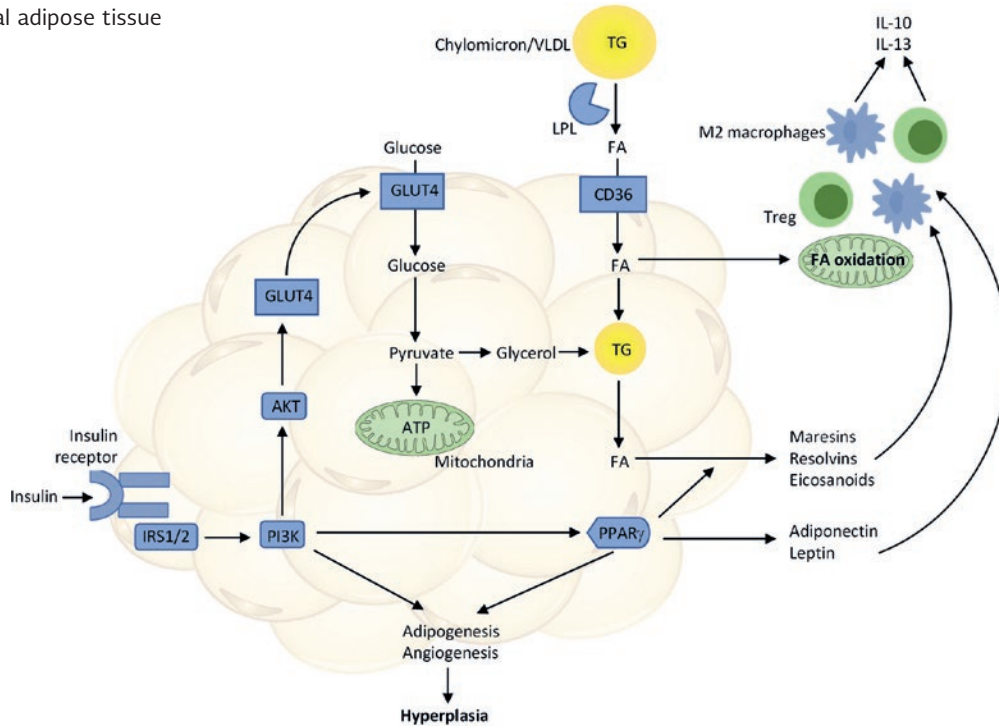 al adipose tissue
Chylomicron/VLDL
TG
IL-10
IL-13
LPL
M2 macrophages
Glucose
FA
GLUT4
CD36
Treg
Glucose
FA
FA oxidation
GLUT4
Pyruvate
Glycerol
TG
AKT
ATP
Mitochondria
Insulin
receptor
FA
Maresins
Resolvins
Eicosanoids
Insulin
IRS1/2
PI3K
PPARγ
Adiponectin
Leptin
Adipogenesis
Angiogenesis
Hyperplasia